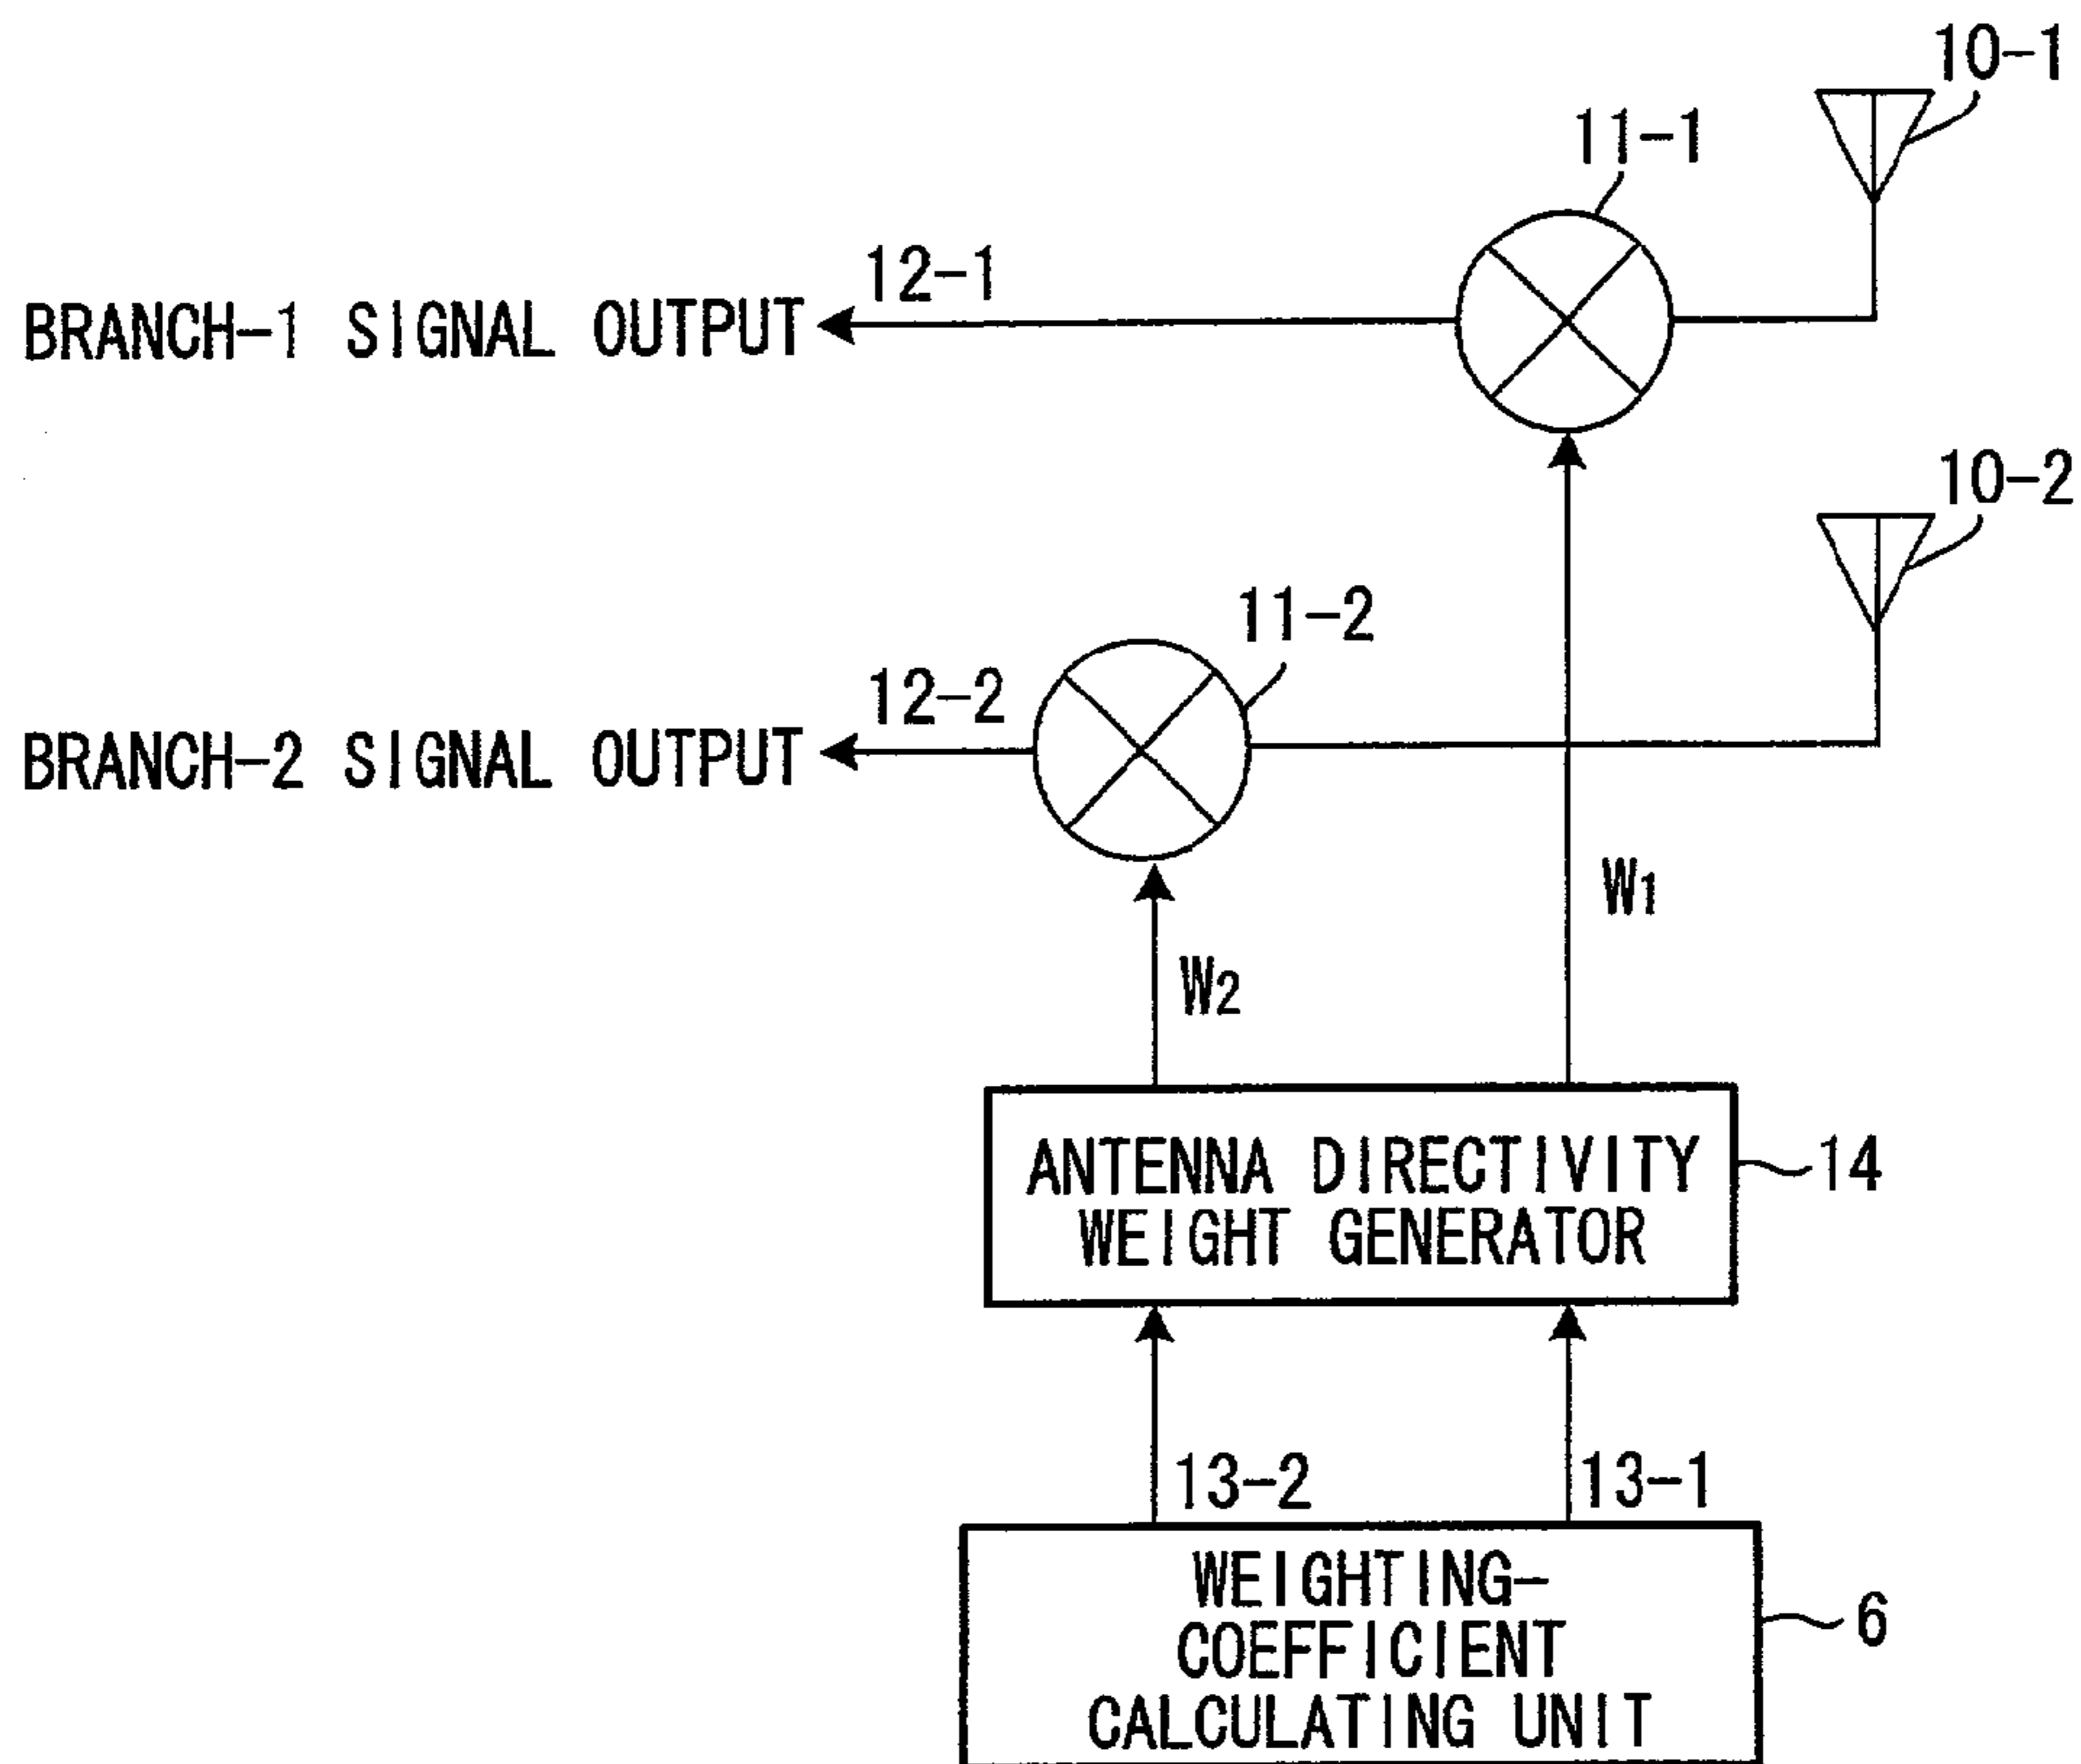 10-1
11-1
12-1
BRANCH-1 SIGNAL OUTPUT
10-2
11-2
12-2
BRANCH-2 SIGNAL OUTPUT
W1
W2
ANTENNA DIRECTIVITY
WEIGHT GENERATOR
14
13-2
13-1
WEIGHTING-
COEFFICIENT
CALCULATING UNIT
6